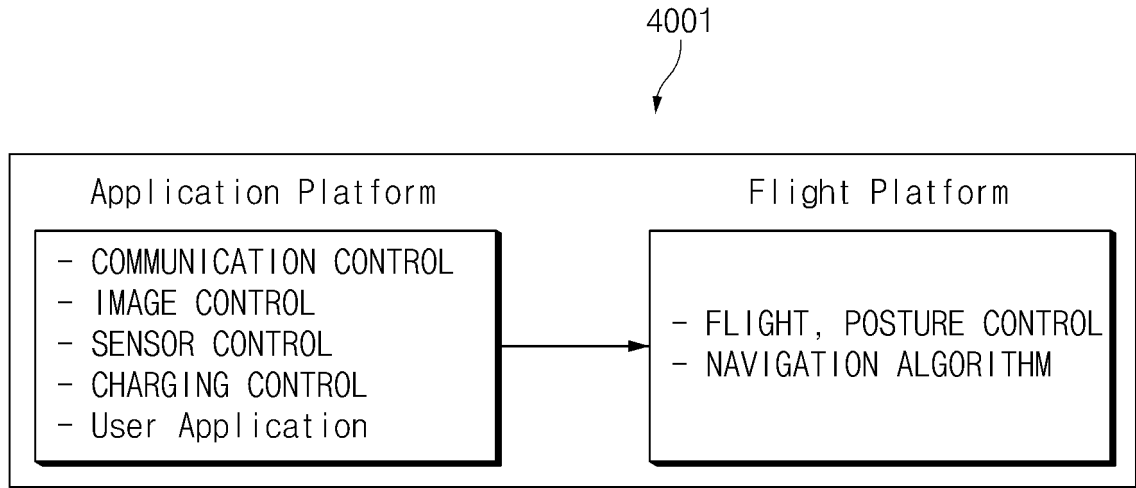 4001
Application Platform
- COMMUNICATION CONTROL
- IMAGE CONTROL
- SENSOR CONTROL
- CHARGING CONTROL
- User Application
Flight Platform
- FLIGHT, POSTURE CONTROL
- NAVIGATION ALGORITHM